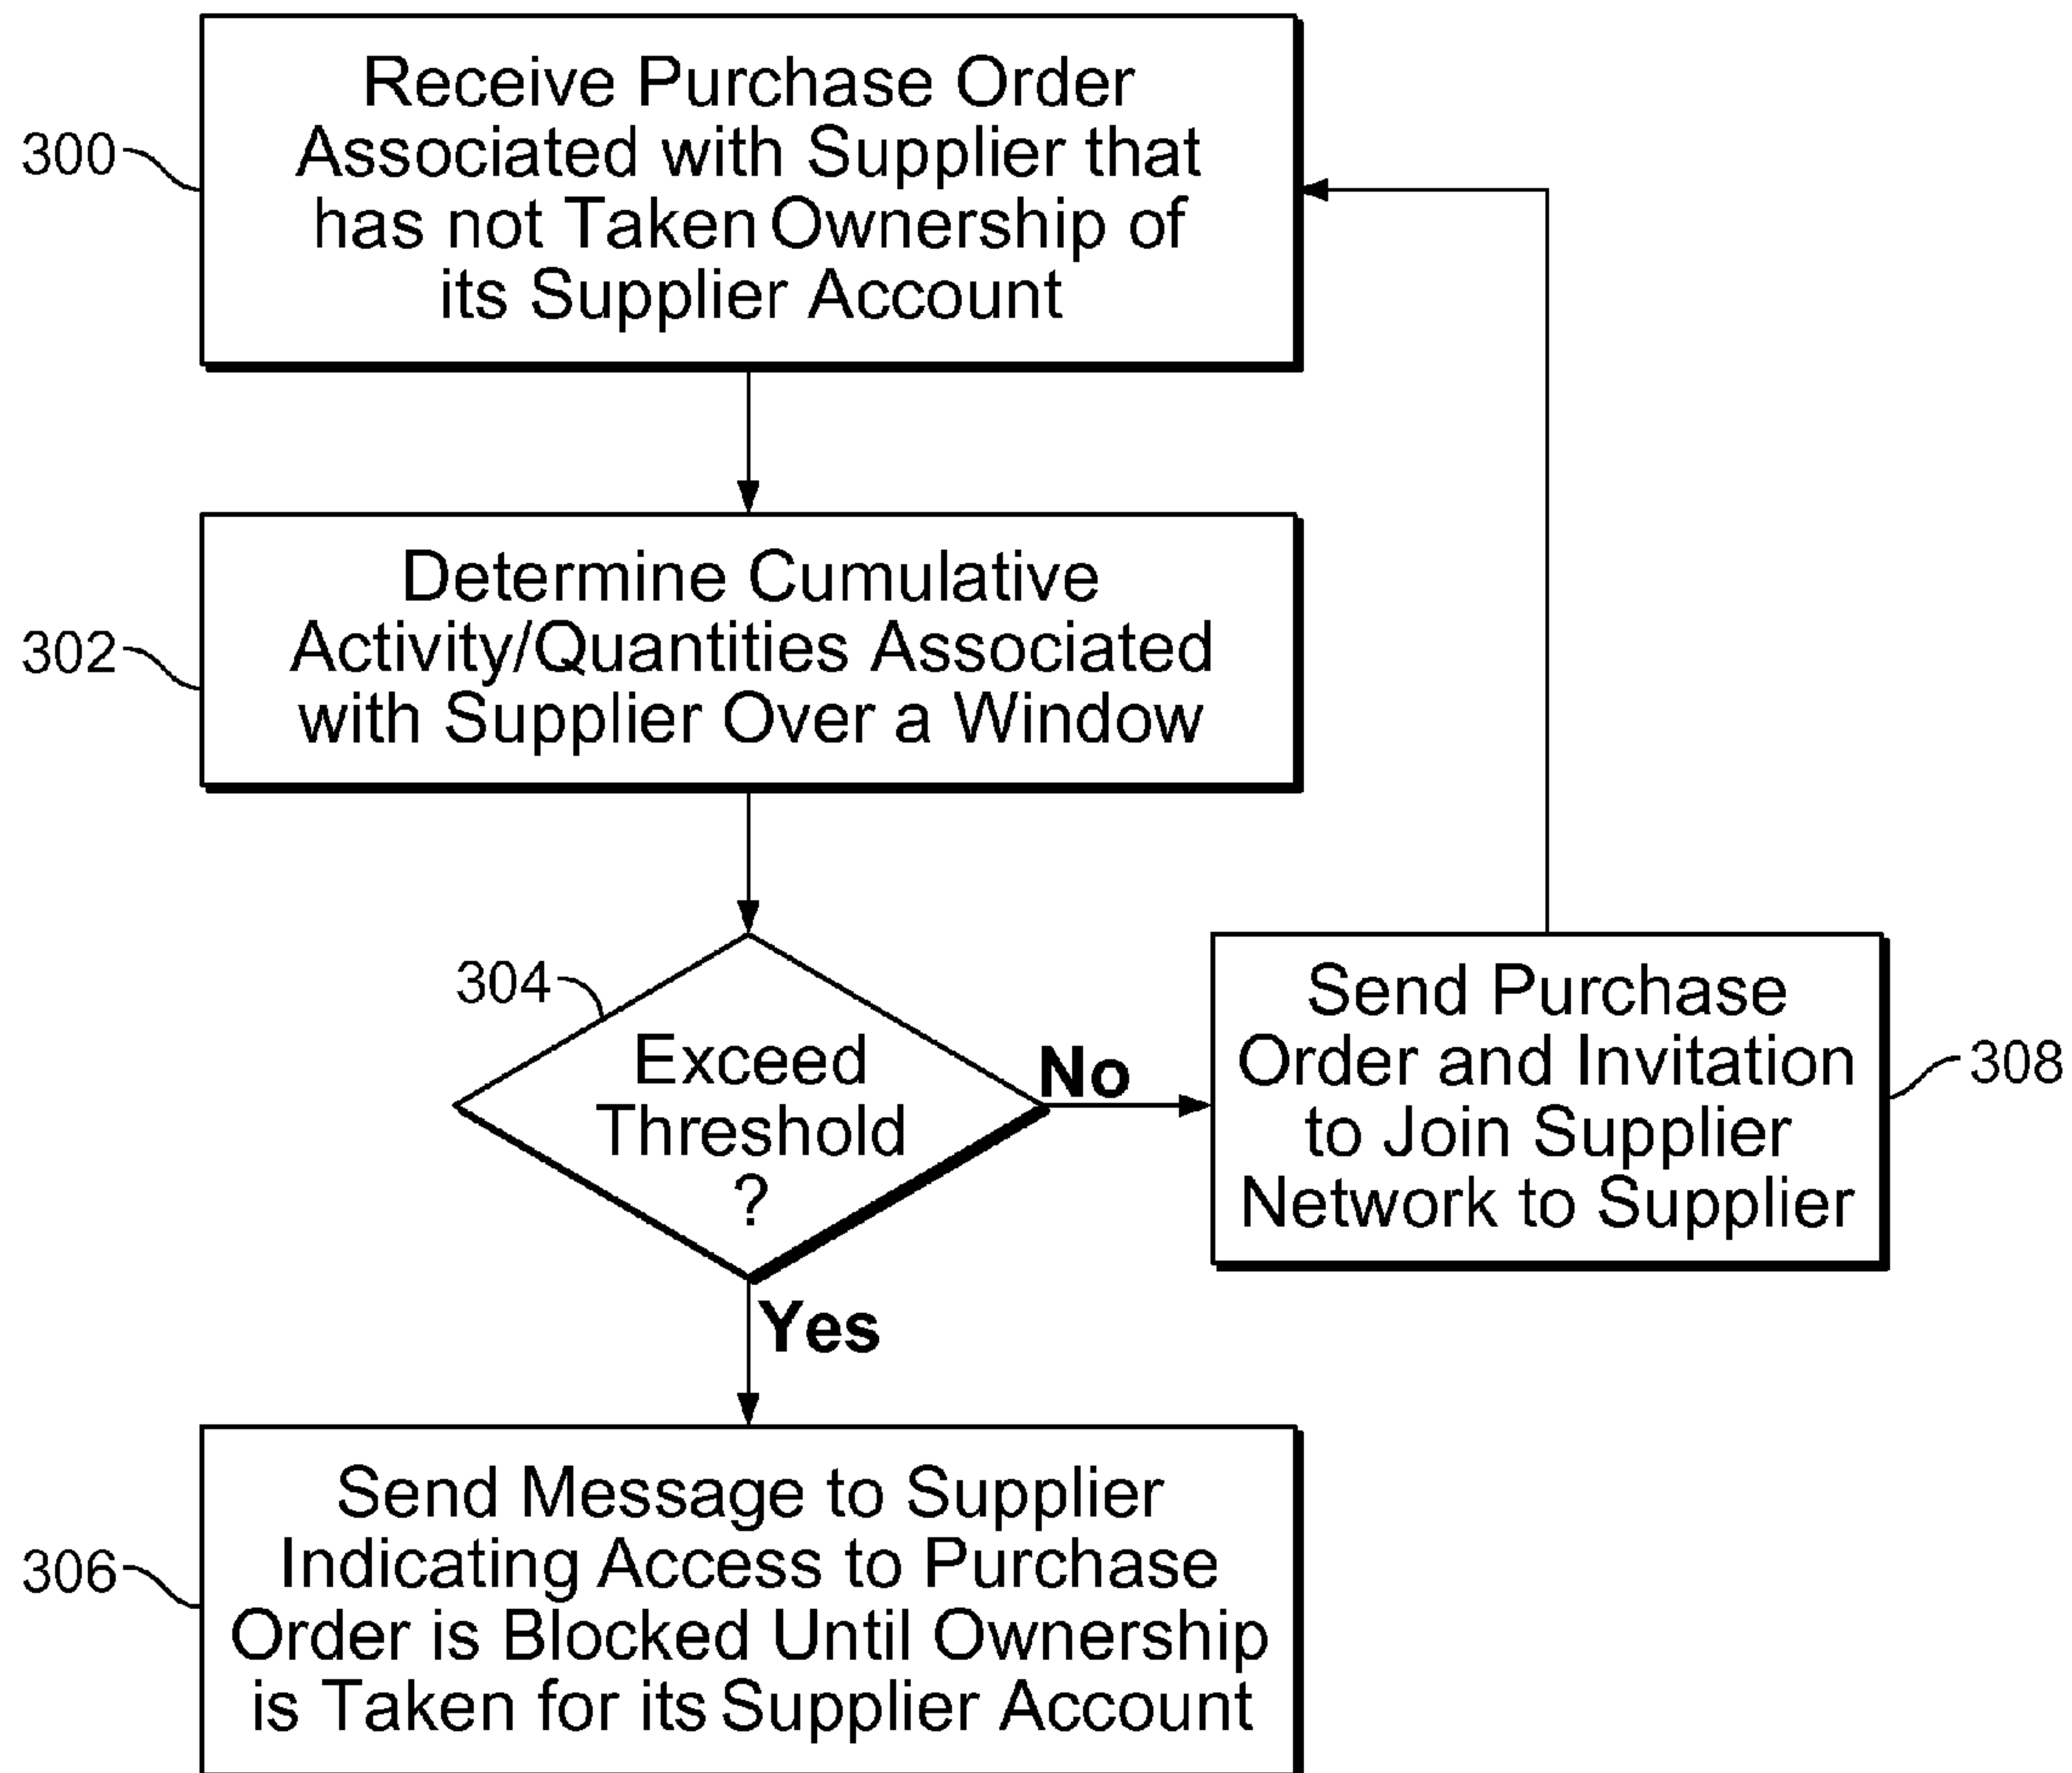 300
Receive Purchase Order
Associated with Supplier that
has not Taken Ownership of
its Supplier Account
302
Determine Cumulative
Activity/Quantities Associated
with Supplier Over a Window
304
Exceed
Threshold
?
No
Send Purchase
Order and Invitation
to Join Supplier
Network to Supplier
308
Yes
306
Send Message to Supplier
Indicating Access to Purchase
Order is Blocked Until Ownership
is Taken for its Supplier Account